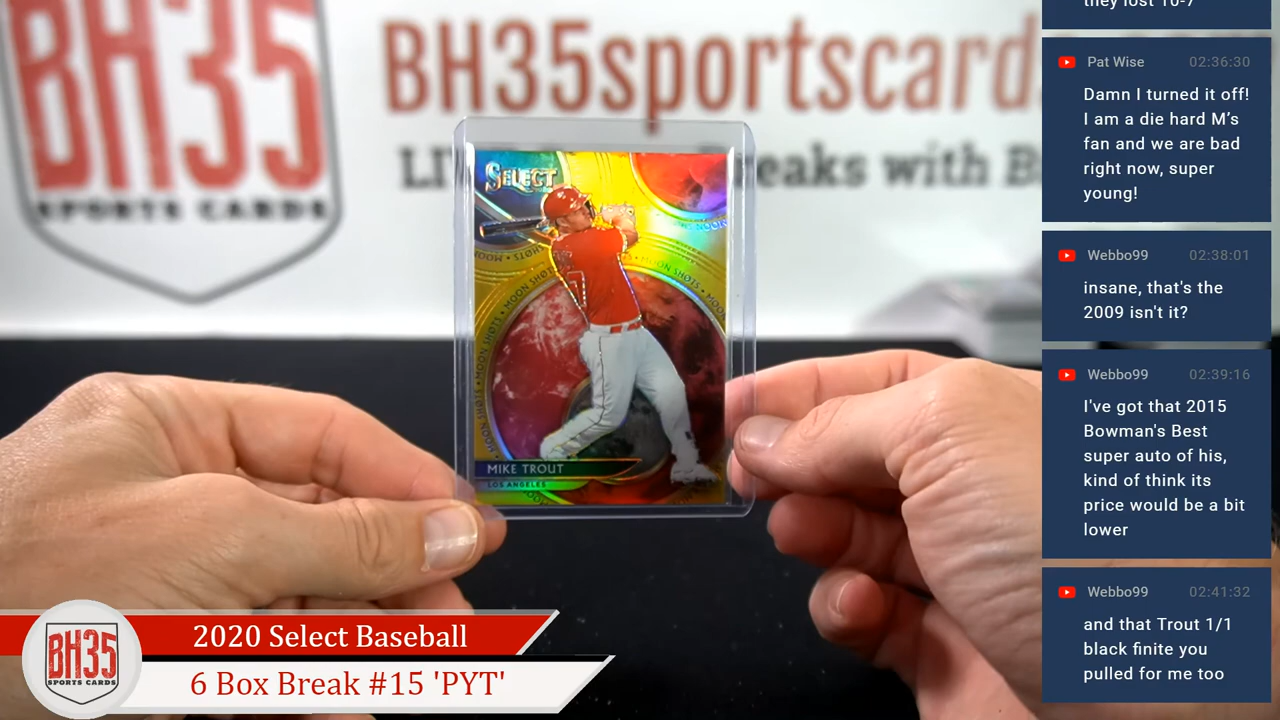 BH35
SPORTS CARDS
BH35sportscard
LI
eaks with B
SELECT
MOON SHOTS
MIKE TROUT
LOS ANGELES
they lost 10-7
Pat Wise 02:36:30
Damn I turned it off!
I am a die hard M's
fan and we are bad
right now, super
young!
Webbo99 02:38:01
insane, that's the
2009 isn't it?
Webbo99 02:39:16
I've got that 2015
Bowman's Best
super auto of his,
kind of think its
price would be a bit
lower
Webbo99 02:41:32
and that Trout 1/1
black finite you
pulled for me too
BH35
SPORTS CARDS
2020 Select Baseball
6 Box Break #15 'PYT'